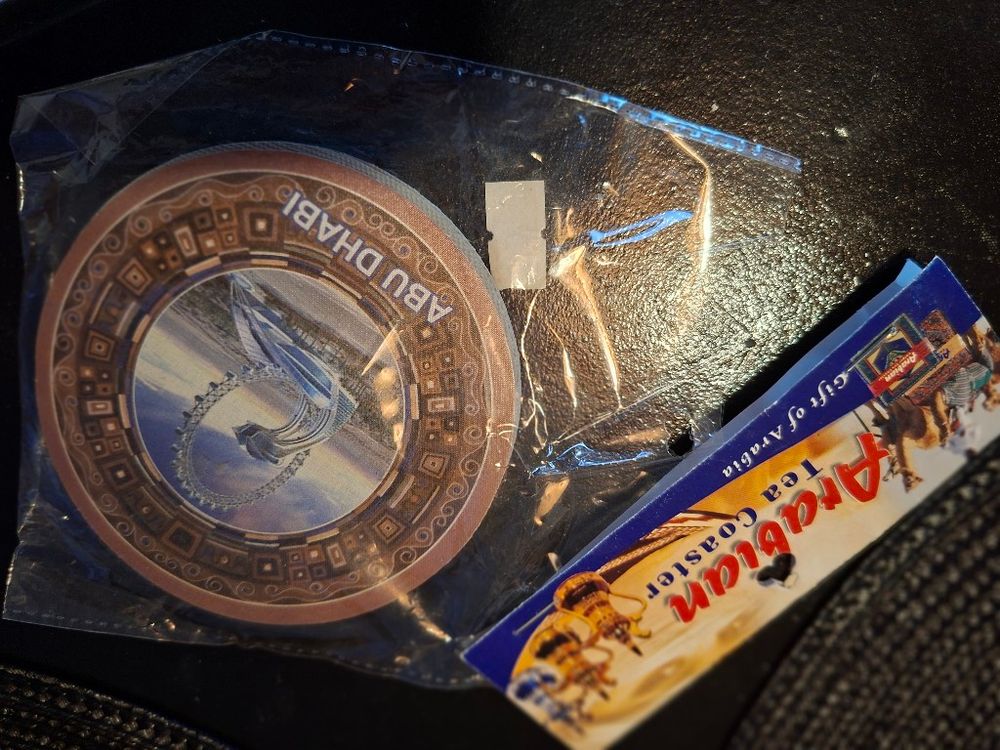 ABU DHABI
Gift of Arabia
Arabian
Tea Coaster